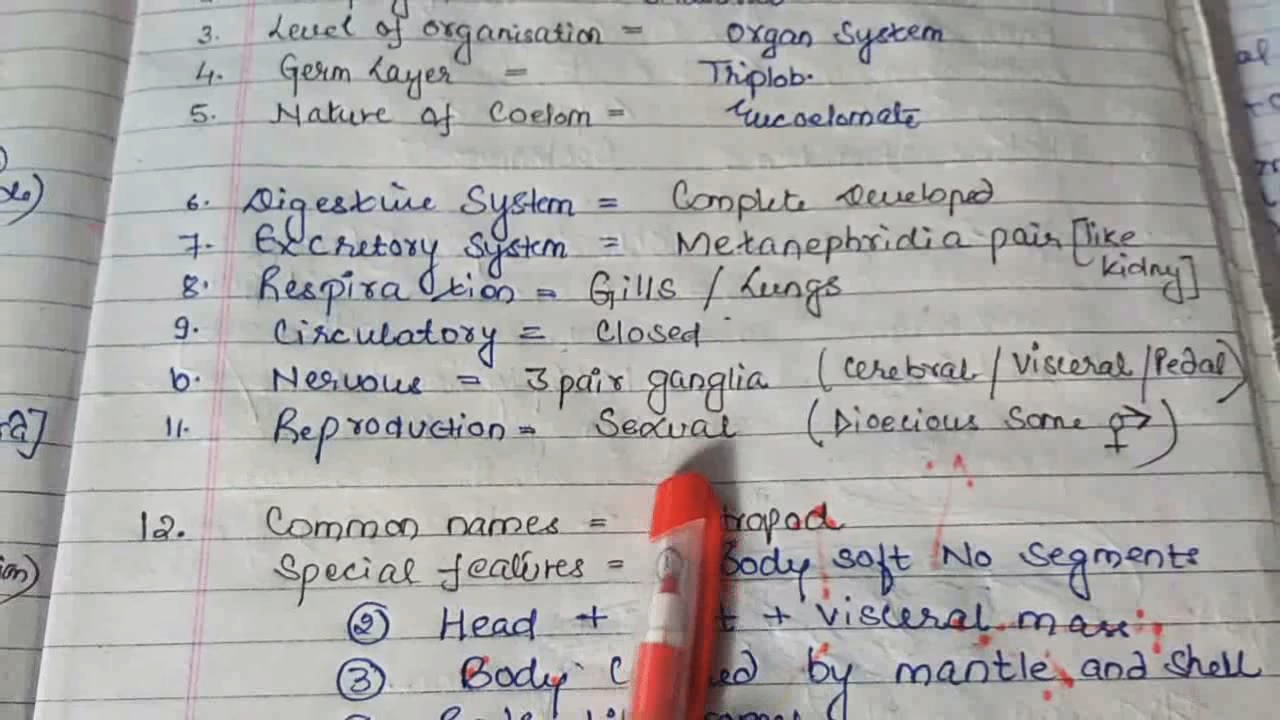 3. Level of organisation = Organ System
4. Germ Layer = Triplob.
5. Nature of Coelom = Eucoelomate
6. Digestive System = Complete Developed
7. Excretory System = Metanephridia pair [like kidny]
8. Respiration = Gills / Lungs
9. Circulatory = Closed
10. Nervous = 3 pair ganglia (Cerebral / Visceral / Pedal)
11. Reproduction = Sexual (Dioecious Some ⚥)
12. Common names =
Special features = ① Body soft No segments
② Head + + Visceral mass
③ Body by mantle and shell